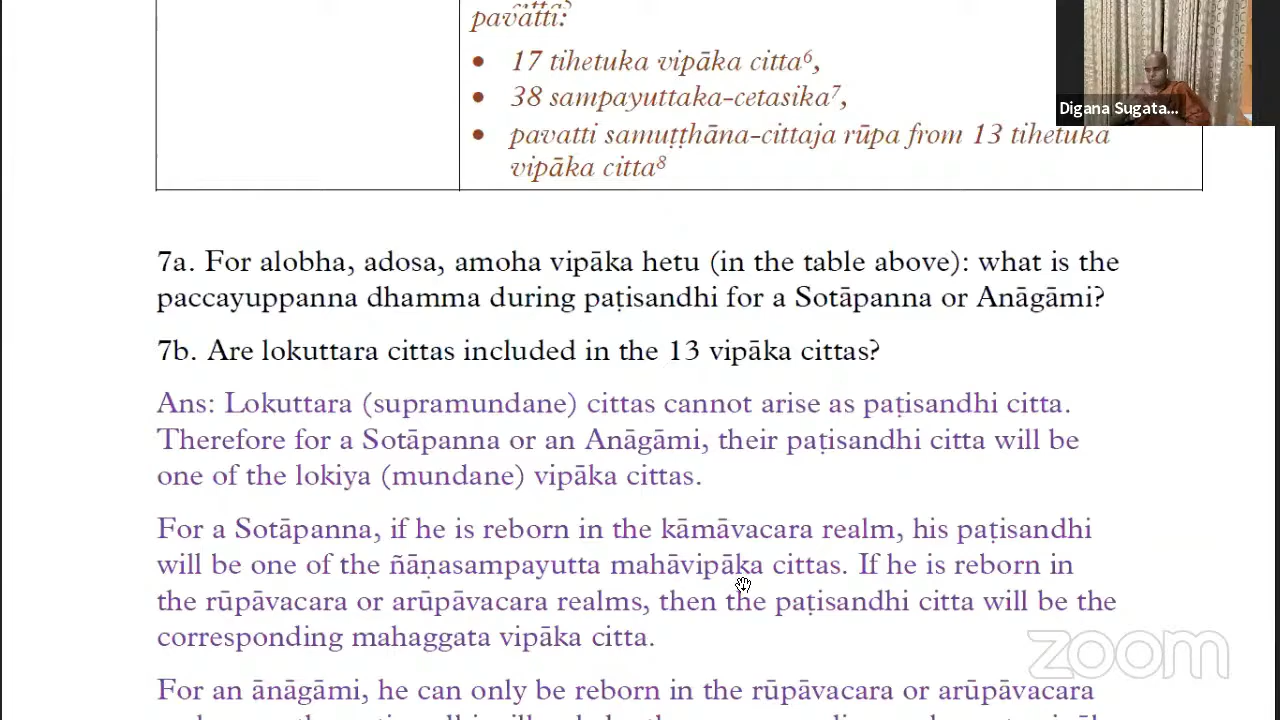 pavatti:
• 17 tihetuka vipāka citta⁶,
• 38 sampayuttaka-cetasika⁷,
• pavatti samuṭṭhāna-cittaja rūpa from 13 tihetuka
vipāka citta⁸
Digana Sugata...
7a. For alobha, adosa, amoha vipāka hetu (in the table above): what is the
paccayuppanna dhamma during paṭisandhi for a Sotāpanna or Anāgāmi?
7b. Are lokuttara cittas included in the 13 vipāka cittas?
Ans: Lokuttara (supramundane) cittas cannot arise as paṭisandhi citta.
Therefore for a Sotāpanna or an Anāgāmi, their paṭisandhi citta will be
one of the lokiya (mundane) vipāka cittas.
For a Sotāpanna, if he is reborn in the kāmāvacara realm, his paṭisandhi
will be one of the ñāṇasampayutta mahāvipāka cittas. If he is reborn in
the rūpāvacara or arūpāvacara realms, then the paṭisandhi citta will be the
corresponding mahaggata vipāka citta.
zoom
For an ānāgāmi, he can only be reborn in the rūpāvacara or arūpāvacara